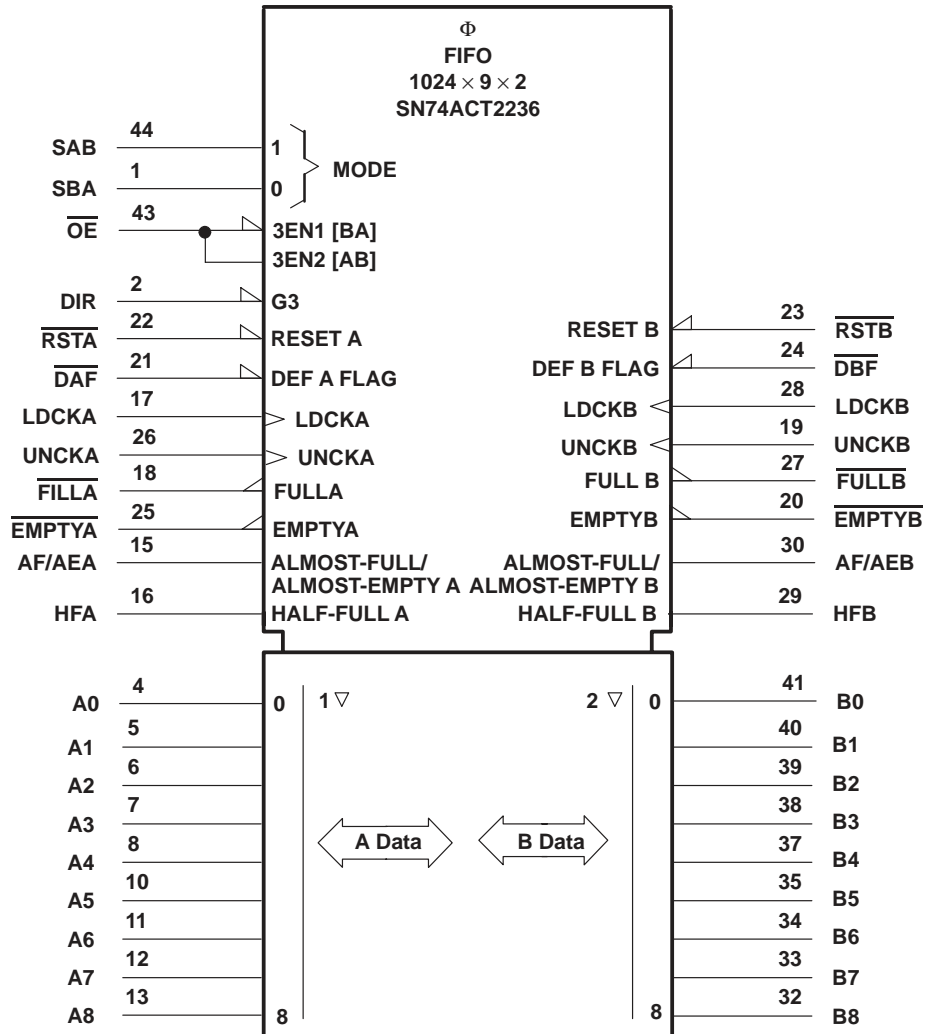 Φ
FIFO
1024 × 9 × 2
SN74ACT2236
SAB 44 1
MODE
SBA 1 0
OE 43 3EN1 [BA]
3EN2 [AB]
DIR 2 G3
RSTA 22 RESET A
DAF 21 DEF A FLAG
LDCKA 17 LDCKA
UNCKA 26 UNCKA
FILLA 18 FULLA
EMPTYA 25 EMPTYA
AF/AEA 15 ALMOST-FULL/
ALMOST-EMPTY A
HFA 16 HALF-FULL A
RESET B 23 RSTB
DEF B FLAG 24 DBF
LDCKB 28 LDCKB
UNCKB 19 UNCKB
FULL B 27 FULLB
EMPTYB 20 EMPTYB
ALMOST-FULL/ 30 AF/AEB
ALMOST-EMPTY B
HALF-FULL B 29 HFB
A0 4 0 1 ▽
A1 5
A2 6
A3 7
A4 8
A5 10
A6 11
A7 12
A8 13 8
A Data
B Data
2 ▽ 0 41 B0
40 B1
39 B2
38 B3
37 B4
35 B5
34 B6
33 B7
8 32 B8